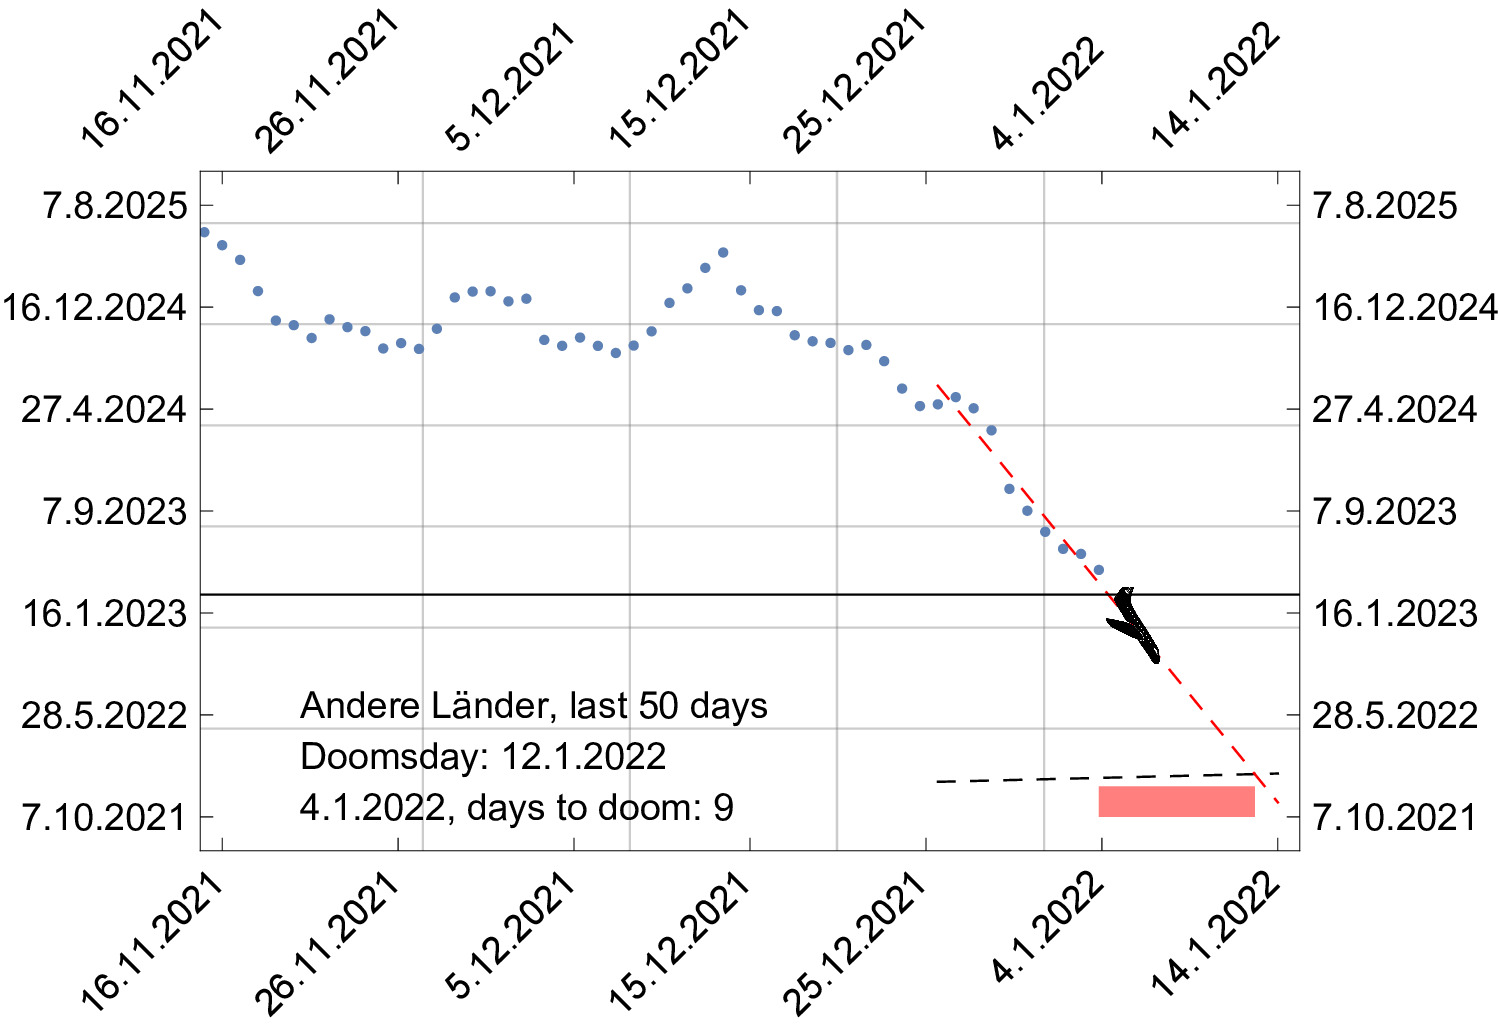 16.11.2021 26.11.2021 5.12.2021 15.12.2021 25.12.2021 4.1.2022 14.1.2022
7.8.2025 7.8.2025
16.12.2024 16.12.2024
27.4.2024 27.4.2024
7.9.2023 7.9.2023
16.1.2023 16.1.2023
28.5.2022 28.5.2022
7.10.2021 7.10.2021
Andere Länder, last 50 days
Doomsday: 12.1.2022
4.1.2022, days to doom: 9
16.11.2021 26.11.2021 5.12.2021 15.12.2021 25.12.2021 4.1.2022 14.1.2022